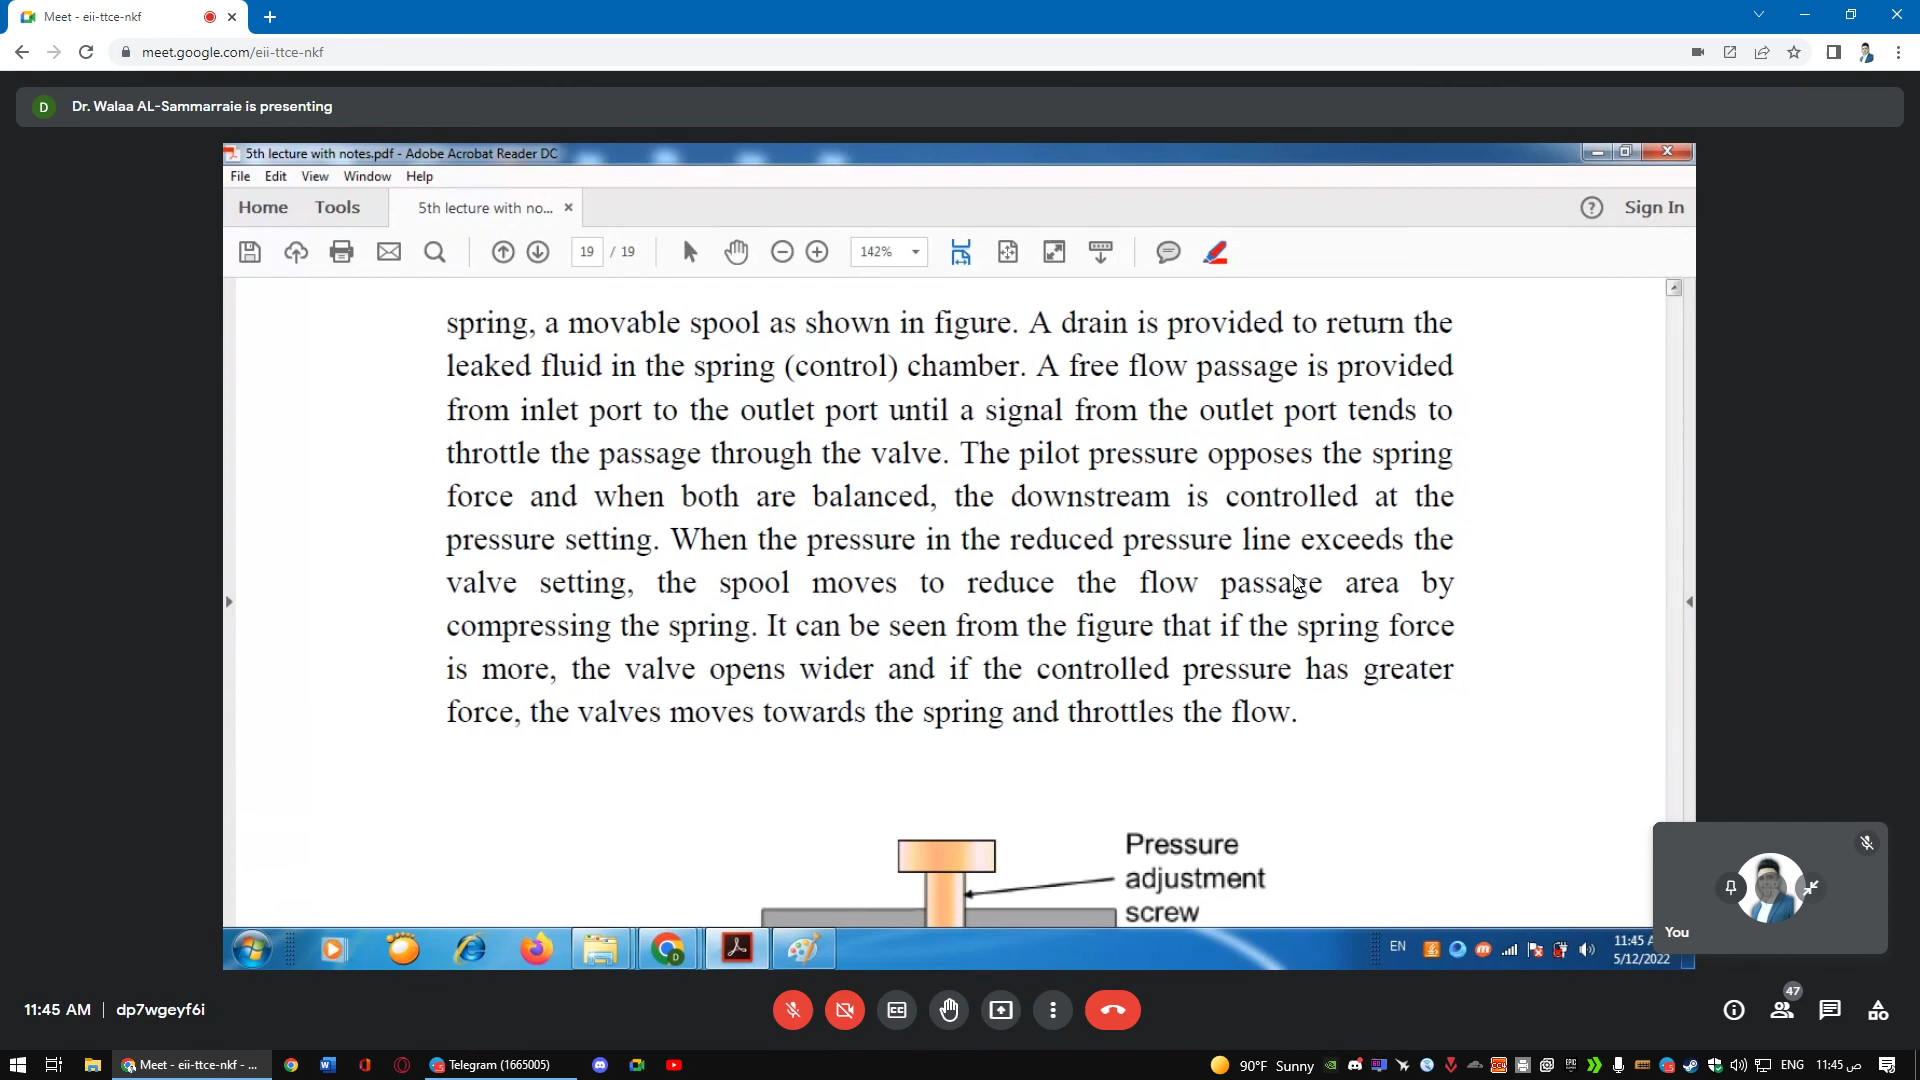 Meet - eii-ttce-nkf
meet.google.com/eii-ttce-nkf
D
Dr. Walaa AL-Sammarraie is presenting
5th lecture with notes.pdf - Adobe Acrobat Reader DC
File Edit View Window Help
Home Tools 5th lecture with no... Sign In
19 / 19 142%
spring, a movable spool as shown in figure. A drain is provided to return the
leaked fluid in the spring (control) chamber. A free flow passage is provided
from inlet port to the outlet port until a signal from the outlet port tends to
throttle the passage through the valve. The pilot pressure opposes the spring
force and when both are balanced, the downstream is controlled at the
pressure setting. When the pressure in the reduced pressure line exceeds the
valve setting, the spool moves to reduce the flow passage area by
compressing the spring. It can be seen from the figure that if the spring force
is more, the valve opens wider and if the controlled pressure has greater
force, the valves moves towards the spring and throttles the flow.
Pressure
adjustment
screw
You
EN
11:45 A
5/12/2022
11:45 AM | dp7wgeyf6i
47
Meet - eii-ttce-nkf - ...
Telegram (1665005)
90°F Sunny
ENG
11:45 ص